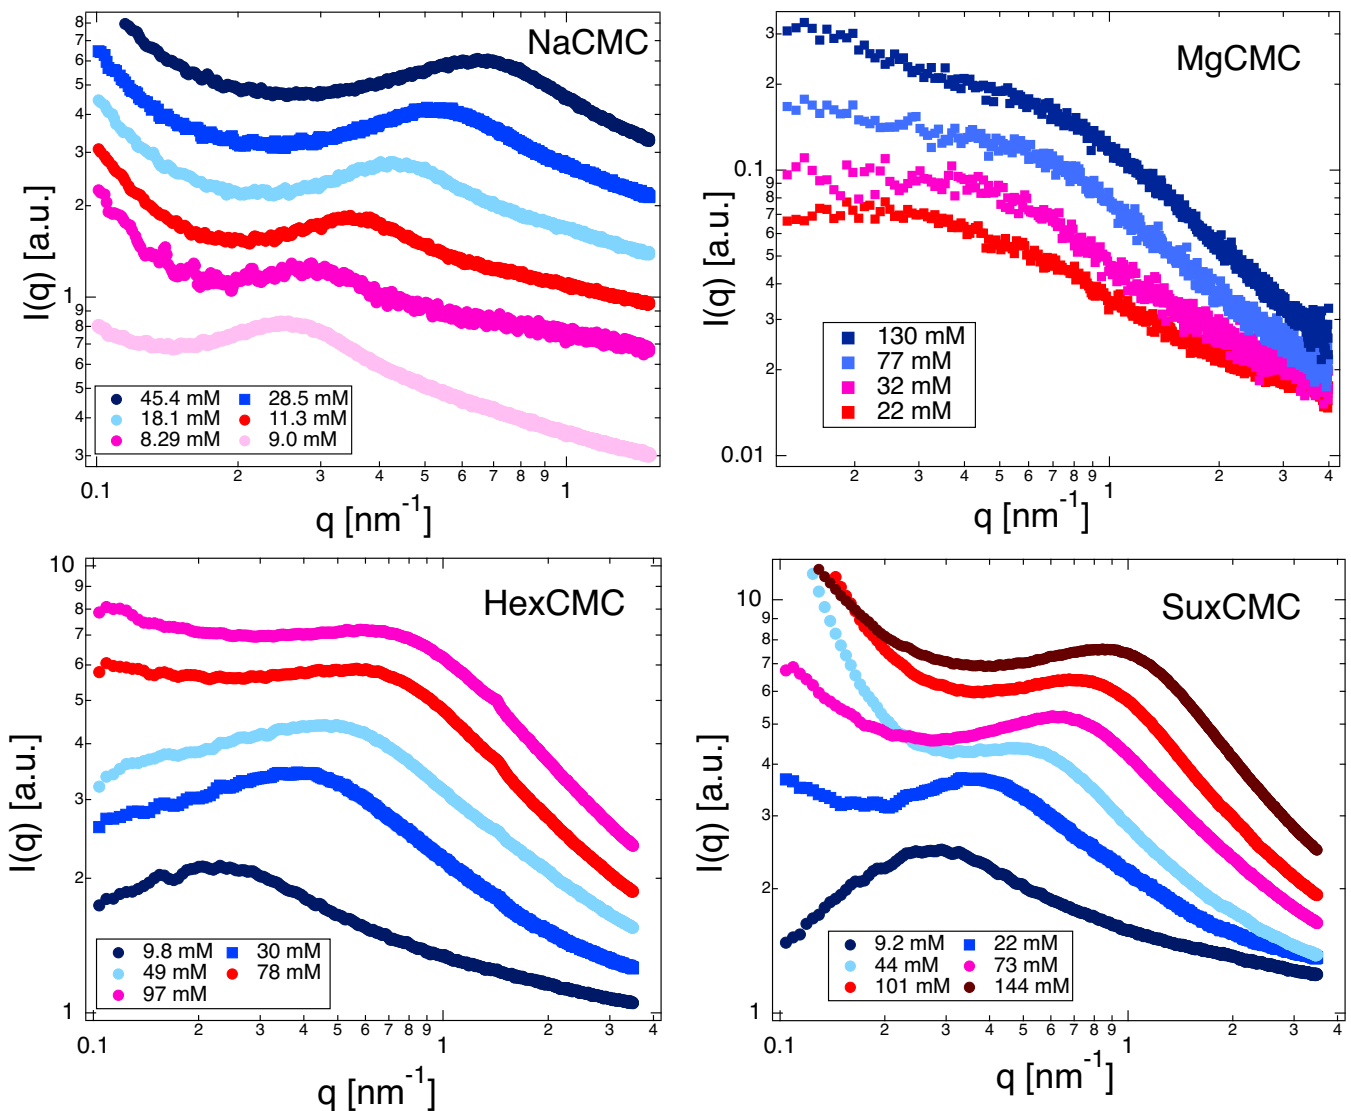 NaCMC
I(q) [a.u.]
8
7
6
5
4
3
2
1
9
8
7
6
5
4
3
45.4 mM 28.5 mM
18.1 mM 11.3 mM
8.29 mM 9.0 mM
0.1 2 3 4 5 6 7 8 9 1
q [nm⁻¹]
MgCMC
I(q) [a.u.]
3
2
0.1
9
8
7
6
5
4
3
2
0.01
130 mM
77 mM
32 mM
22 mM
2 3 4 5 6 7 8 9 1 2 3 4
q [nm⁻¹]
HexCMC
I(q) [a.u.]
10
9
8
7
6
5
4
3
2
1
9.8 mM 30 mM
49 mM 78 mM
97 mM
0.1 2 3 4 5 6 7 8 9 1 2 3 4
q [nm⁻¹]
SuxCMC
I(q) [a.u.]
10
9
8
7
6
5
4
3
2
1
9.2 mM 22 mM
44 mM 73 mM
101 mM 144 mM
0.1 2 3 4 5 6 7 8 9 1 2 3 4
q [nm⁻¹]